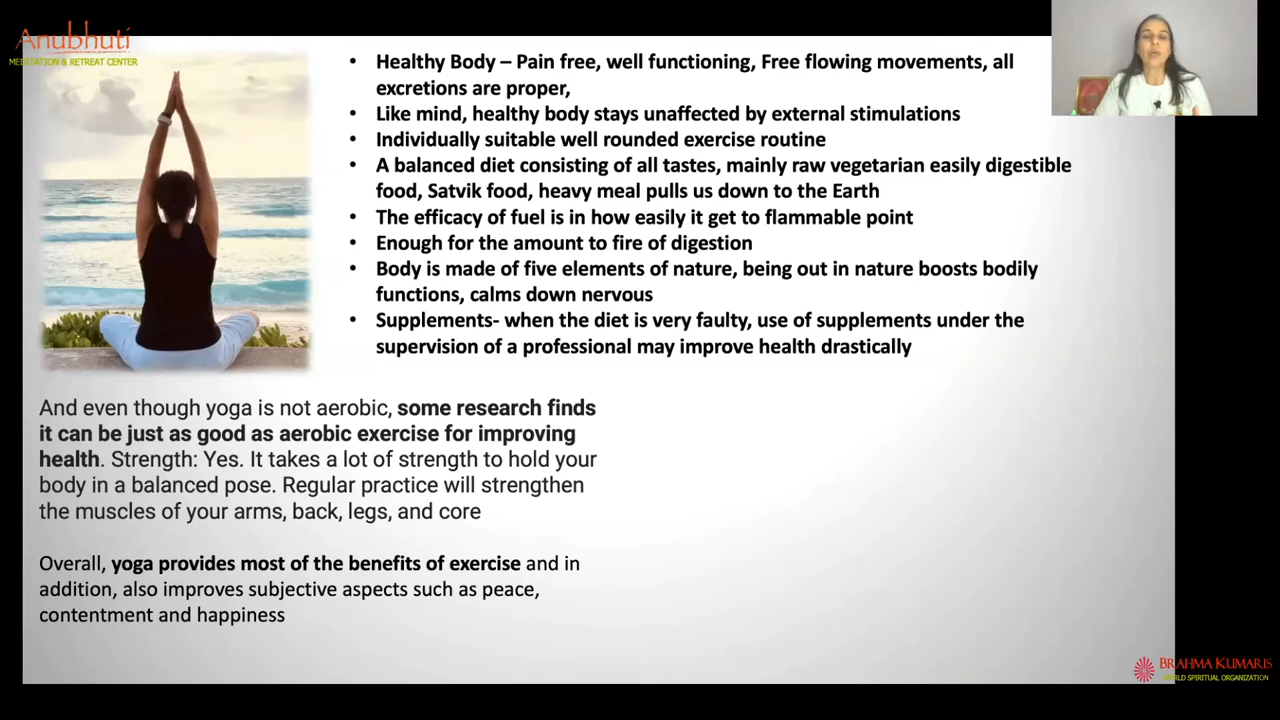 Anubhuti
MEDITATION & RETREAT CENTER
• Healthy Body – Pain free, well functioning, Free flowing movements, all
excretions are proper,
• Like mind, healthy body stays unaffected by external stimulations
• Individually suitable well rounded exercise routine
• A balanced diet consisting of all tastes, mainly raw vegetarian easily digestible
food, Satvik food, heavy meal pulls us down to the Earth
• The efficacy of fuel is in how easily it get to flammable point
• Enough for the amount to fire of digestion
• Body is made of five elements of nature, being out in nature boosts bodily
functions, calms down nervous
• Supplements- when the diet is very faulty, use of supplements under the
supervision of a professional may improve health drastically
And even though yoga is not aerobic, some research finds
it can be just as good as aerobic exercise for improving
health. Strength: Yes. It takes a lot of strength to hold your
body in a balanced pose. Regular practice will strengthen
the muscles of your arms, back, legs, and core
Overall, yoga provides most of the benefits of exercise and in
addition, also improves subjective aspects such as peace,
contentment and happiness
BRAHMA KUMARIS
WORLD SPIRITUAL ORGANIZATION